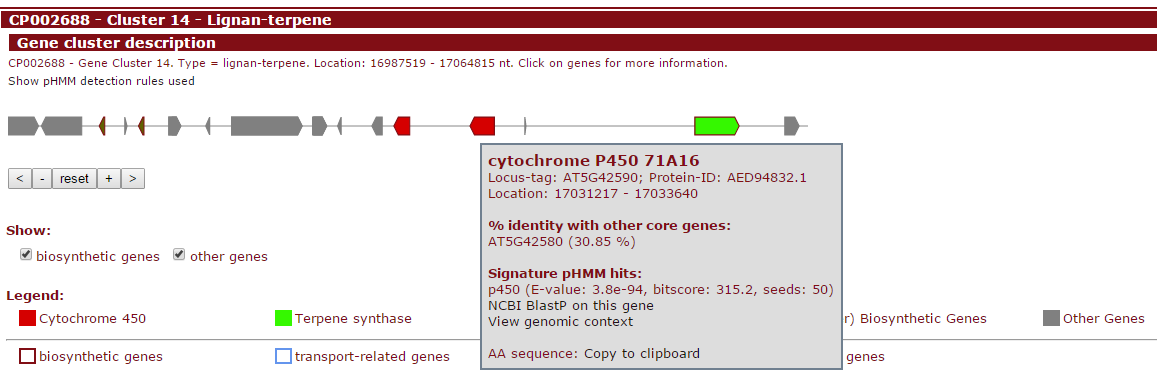 CP002688 - Cluster 14 - Lignan-terpene
Gene cluster description
CP002688 - Gene Cluster 14. Type = lignan-terpene. Location: 16987519 - 17064815 nt. Click on genes for more information.
Show pHMM detection rules used
< - reset + >
cytochrome P450 71A16
Locus-tag: AT5G42590; Protein-ID: AED94832.1
Location: 17031217 - 17033640
% identity with other core genes:
AT5G42580 (30.85 %)
Signature pHMM hits:
p450 (E-value: 3.8e-94, bitscore: 315.2, seeds: 50)
NCBI BlastP on this gene
View genomic context
AA sequence: Copy to clipboard
Show:
biosynthetic genes other genes
Legend:
Cytochrome 450 Terpene synthase r) Biosynthetic Genes Other Genes
biosynthetic genes transport-related genes genes